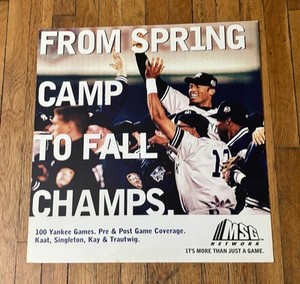 FROM SPR1NG
CAMP
TO FALL
CHAMPS.
100 Yankee Games. Pre & Post Game Coverage.
Kaat, Singleton, Kay & Trautwig.
MSG
NETWORK
IT'S MORE THAN JUST A GAME.